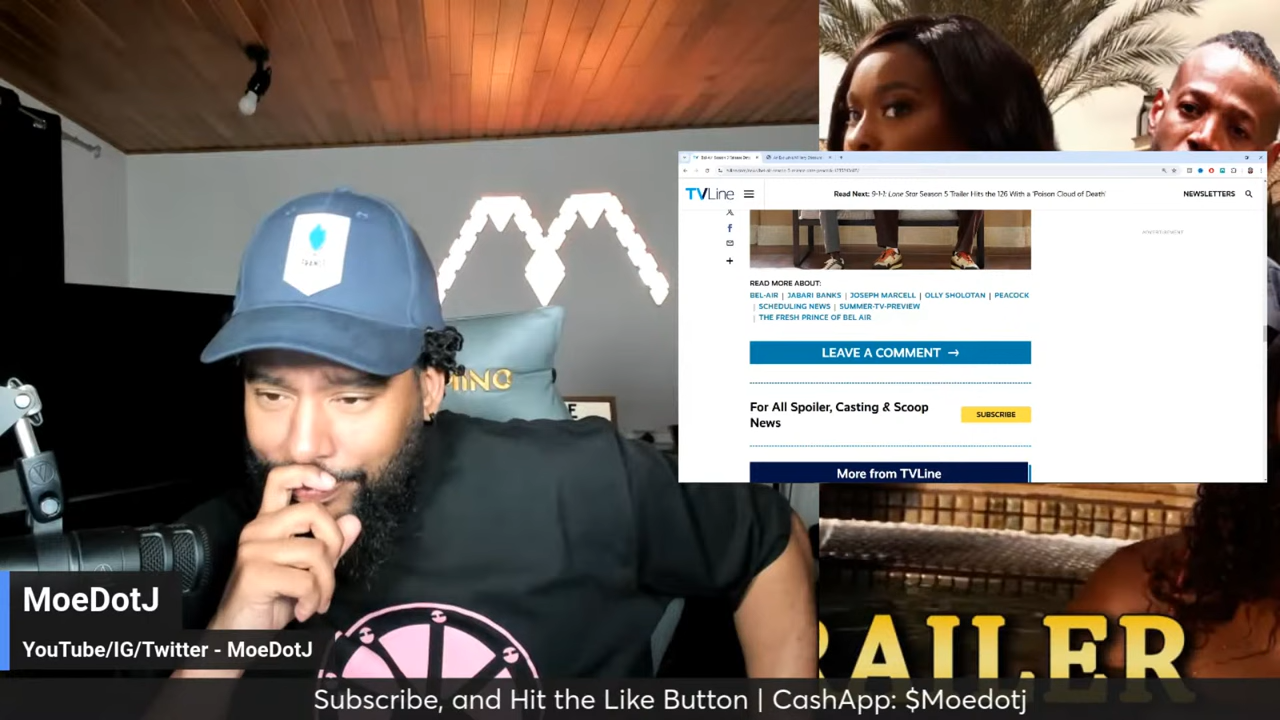 MINO
E
MoeDotJ
YouTube/IG/Twitter - MoeDotJ
TVLine
Read Next: 9-1-1: Lone Star Season 5 Trailer Hits the 126 With a 'Poison Cloud of Death'
NEWSLETTERS
ADVERTISEMENT
READ MORE ABOUT:
BEL-AIR | JABARI BANKS | JOSEPH MARCELL | OLLY SHOLOTAN | PEACOCK
| SCHEDULING NEWS | SUMMER-TV-PREVIEW
| THE FRESH PRINCE OF BEL AIR
LEAVE A COMMENT →
For All Spoiler, Casting & Scoop
News
SUBSCRIBE
More from TVLine
RAILER
Subscribe, and Hit the Like Button | CashApp: $Moedotj